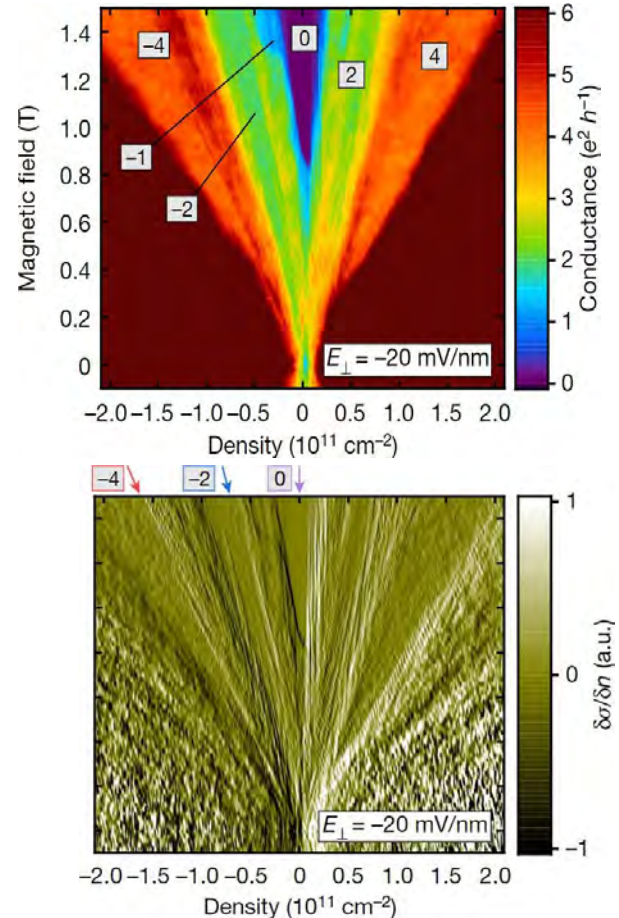 1.4
1.2
1.0
0.8
0.6
0.4
0.2
0
Magnetic field (T)
−4
0
2
4
−1
−2
E⊥ = −20 mV/nm
−2.0 −1.5 −1.0 −0.5 0 0.5 1.0 1.5 2.0
Density (10¹¹ cm⁻²)
6
5
4
3
2
1
0
Conductance (e² h⁻¹)
−4 −2 0
E⊥ = −20 mV/nm
−2.0 −1.5 −1.0 −0.5 0 0.5 1.0 1.5 2.0
Density (10¹¹ cm⁻²)
1
0
−1
δσ/δn (a.u.)